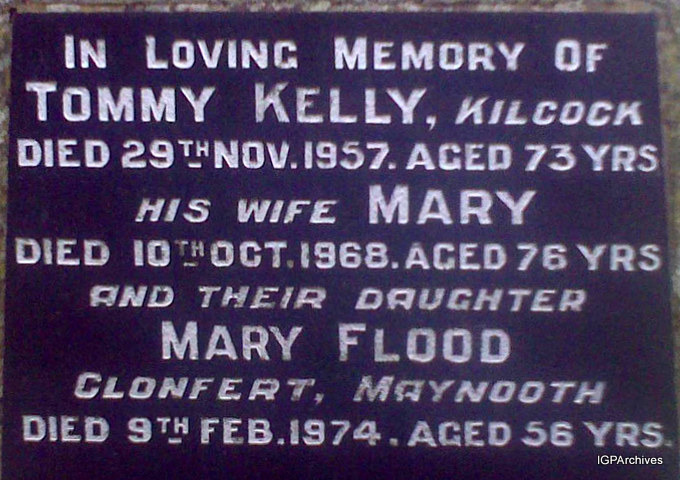 IN LOVING MEMORY OF
TOMMY KELLY, KILCOCK
DIED 29TH NOV. 1957. AGED 73 YRS
HIS WIFE MARY
DIED 10TH OCT. 1968. AGED 76 YRS
AND THEIR DAUGHTER
MARY FLOOD
CLONFERT, MAYNOOTH
DIED 9TH FEB. 1974. AGED 56 YRS.
IGPArchives